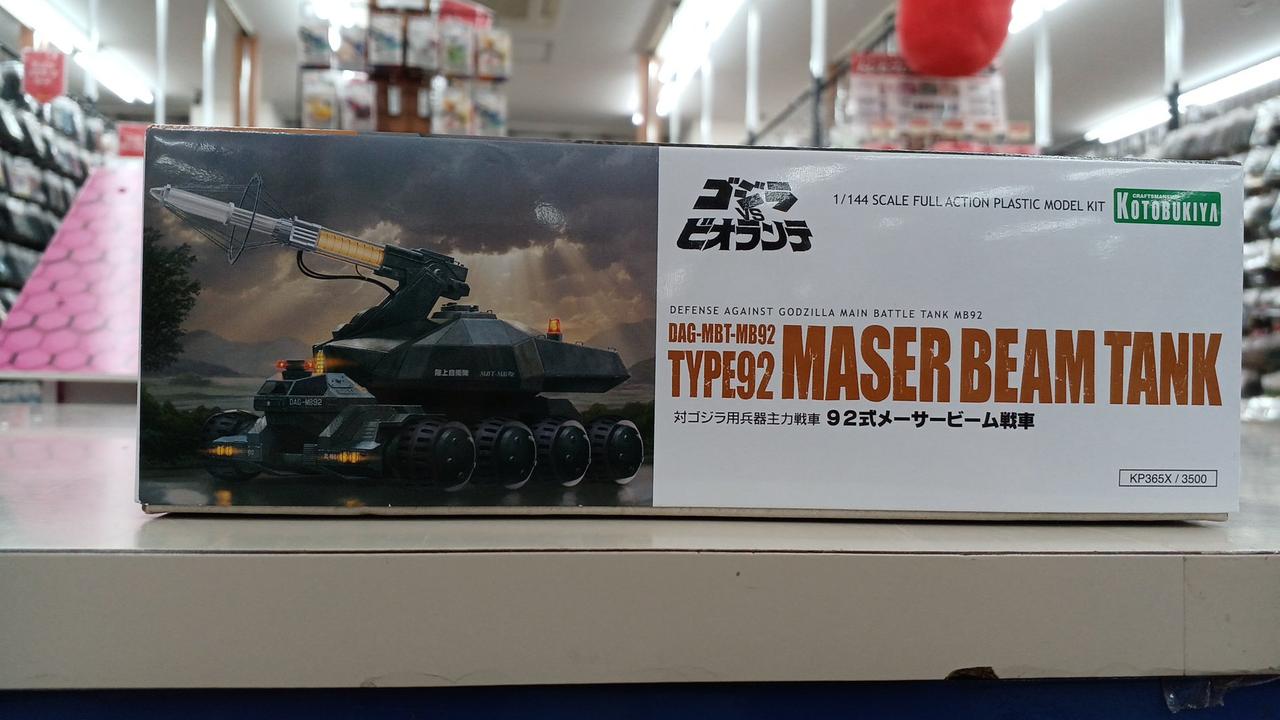 ゴジラ
VS
ビオランテ
1/144 SCALE FULL ACTION PLASTIC MODEL KIT
CRAFTSMANSHIP
KOTOBUKIYA
DEFENSE AGAINST GODZILLA MAIN BATTLE TANK MB92
DAG-MBT-MB92
TYPE92 MASER BEAM TANK
対ゴジラ用兵器主力戦車 92式メーサービーム戦車
KP365X / 3500
陸上自衛隊 MBT-MB92
DAG-MB92